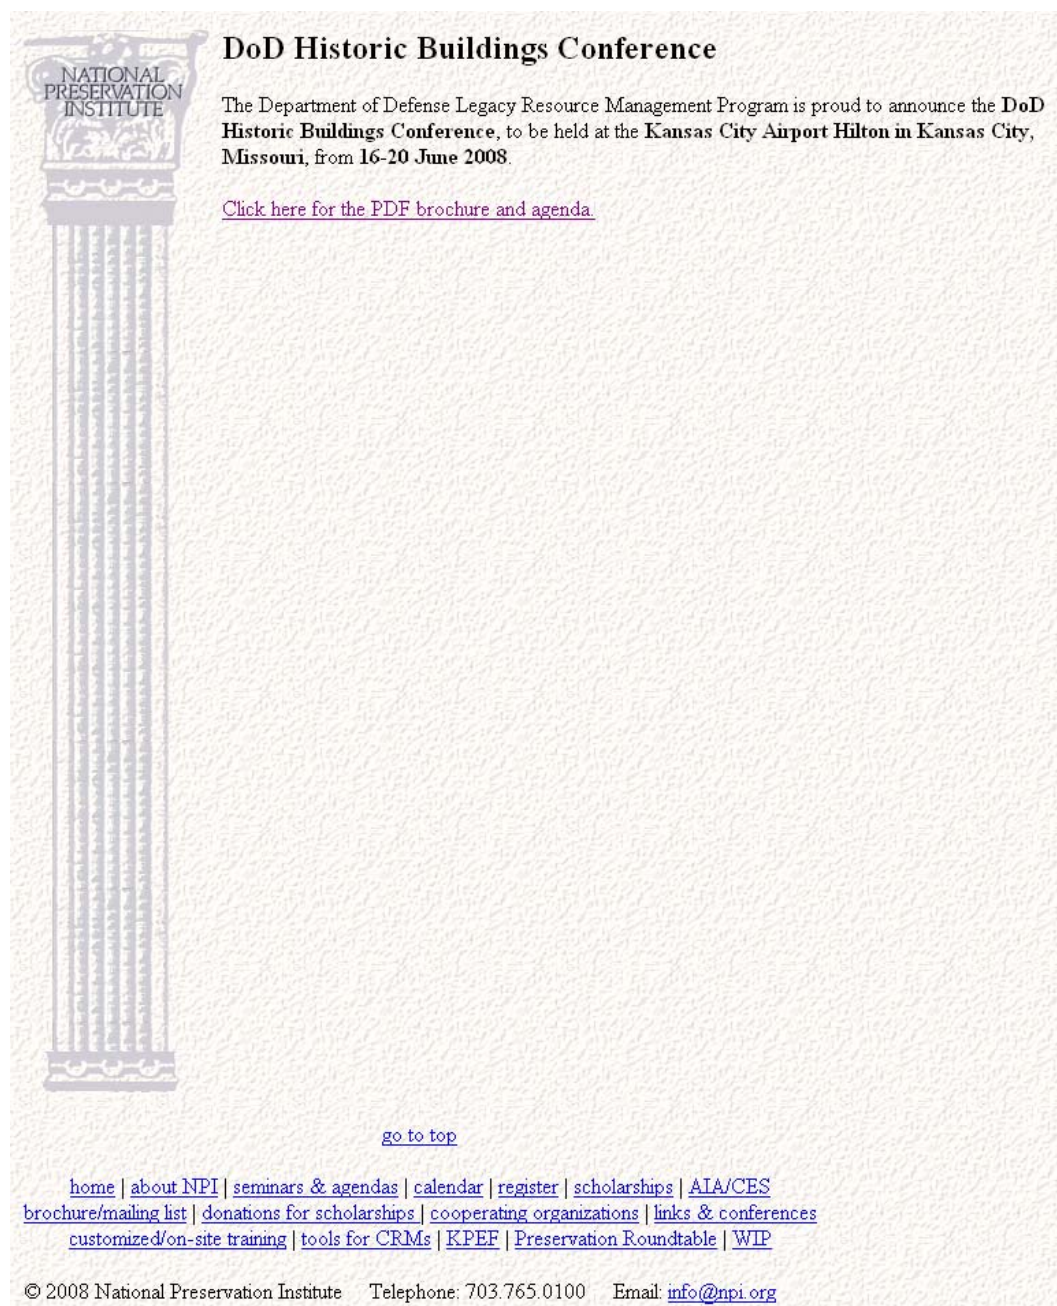 NATIONAL
PRESERVATION
INSTITUTE
DoD Historic Buildings Conference
The Department of Defense Legacy Resource Management Program is proud to announce the DoD
Historic Buildings Conference, to be held at the Kansas City Airport Hilton in Kansas City,
Missouri, from 16-20 June 2008.
Click here for the PDF brochure and agenda.
go to top
home | about NPI | seminars & agendas | calendar | register | scholarships | AIA/CES
brochure/mailing list | donations for scholarships | cooperating organizations | links & conferences
customized/on-site training | tools for CRMs | KPEF | Preservation Roundtable | WIP
© 2008 National Preservation Institute Telephone: 703.765.0100 Email: info@npi.org